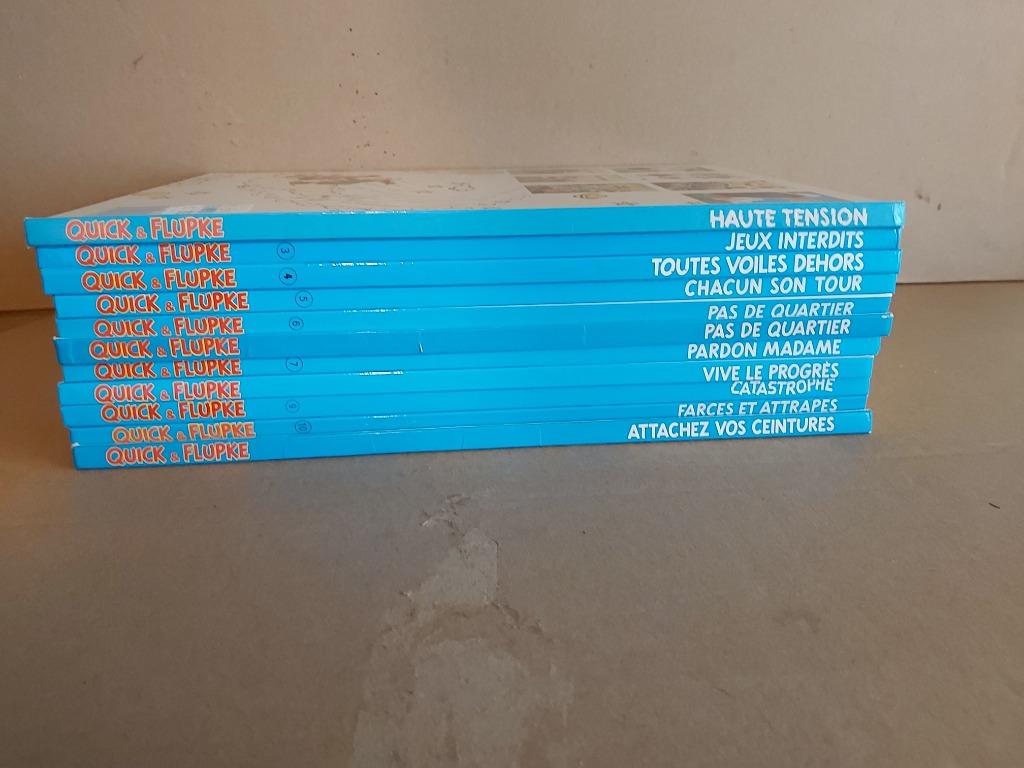 QUICK & FLUPKE HAUTE TENSION
QUICK & FLUPKE 3 JEUX INTERDITS
QUICK & FLUPKE 4 TOUTES VOILES DEHORS
QUICK & FLUPKE 5 CHACUN SON TOUR
QUICK & FLUPKE 6 PAS DE QUARTIER
QUICK & FLUPKE PAS DE QUARTIER
QUICK & FLUPKE 7 PARDON MADAME
QUICK & FLUPKE VIVE LE PROGRÈS
QUICK & FLUPKE 9 CATASTROPHE
QUICK & FLUPKE 10 FARCES ET ATTRAPES
QUICK & FLUPKE ATTACHEZ VOS CEINTURES